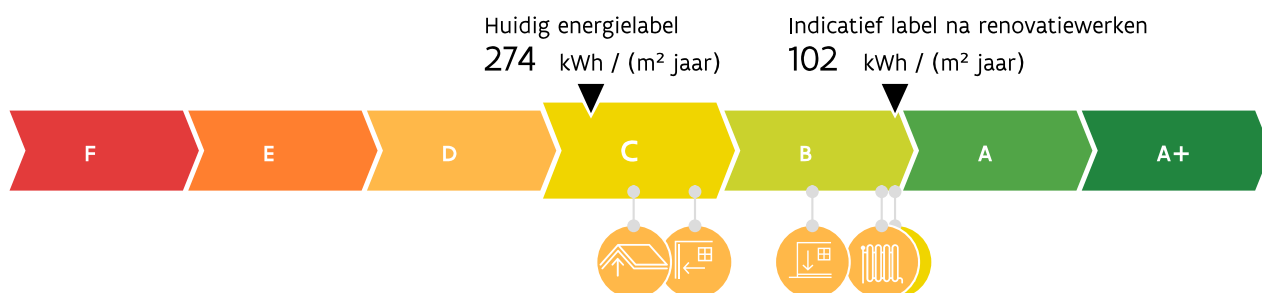 Huidig energielabel
274 kWh / (m² jaar)
Indicatief label na renovatiewerken
102 kWh / (m² jaar)
F
E
D
C
B
A
A+